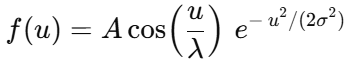 f(u) = A cos(u/λ) e^{-u²/(2σ²)}